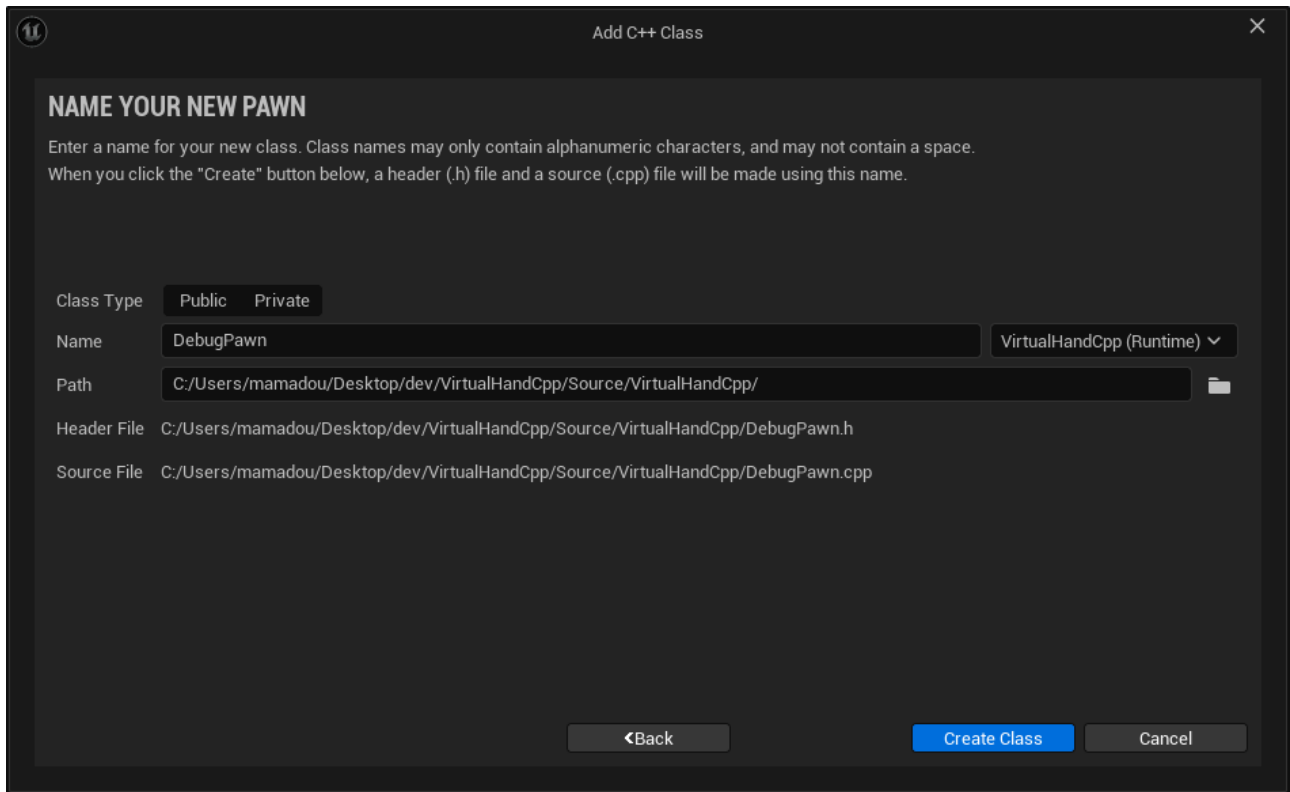 Add C++ Class
NAME YOUR NEW PAWN
Enter a name for your new class. Class names may only contain alphanumeric characters, and may not contain a space.
When you click the "Create" button below, a header (.h) file and a source (.cpp) file will be made using this name.
Class Type Public Private
Name DebugPawn VirtualHandCpp (Runtime)
Path C:/Users/mamadou/Desktop/dev/VirtualHandCpp/Source/VirtualHandCpp/
Header File C:/Users/mamadou/Desktop/dev/VirtualHandCpp/Source/VirtualHandCpp/DebugPawn.h
Source File C:/Users/mamadou/Desktop/dev/VirtualHandCpp/Source/VirtualHandCpp/DebugPawn.cpp
Back Create Class Cancel